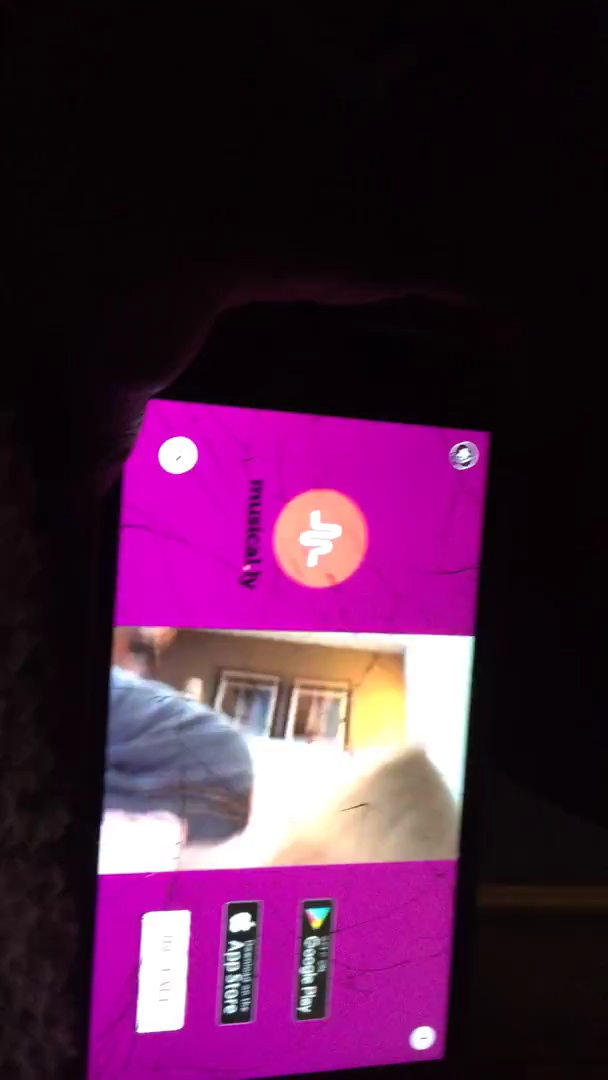 musical.ly
GET IT ON
Google Play
Download on the
App Store